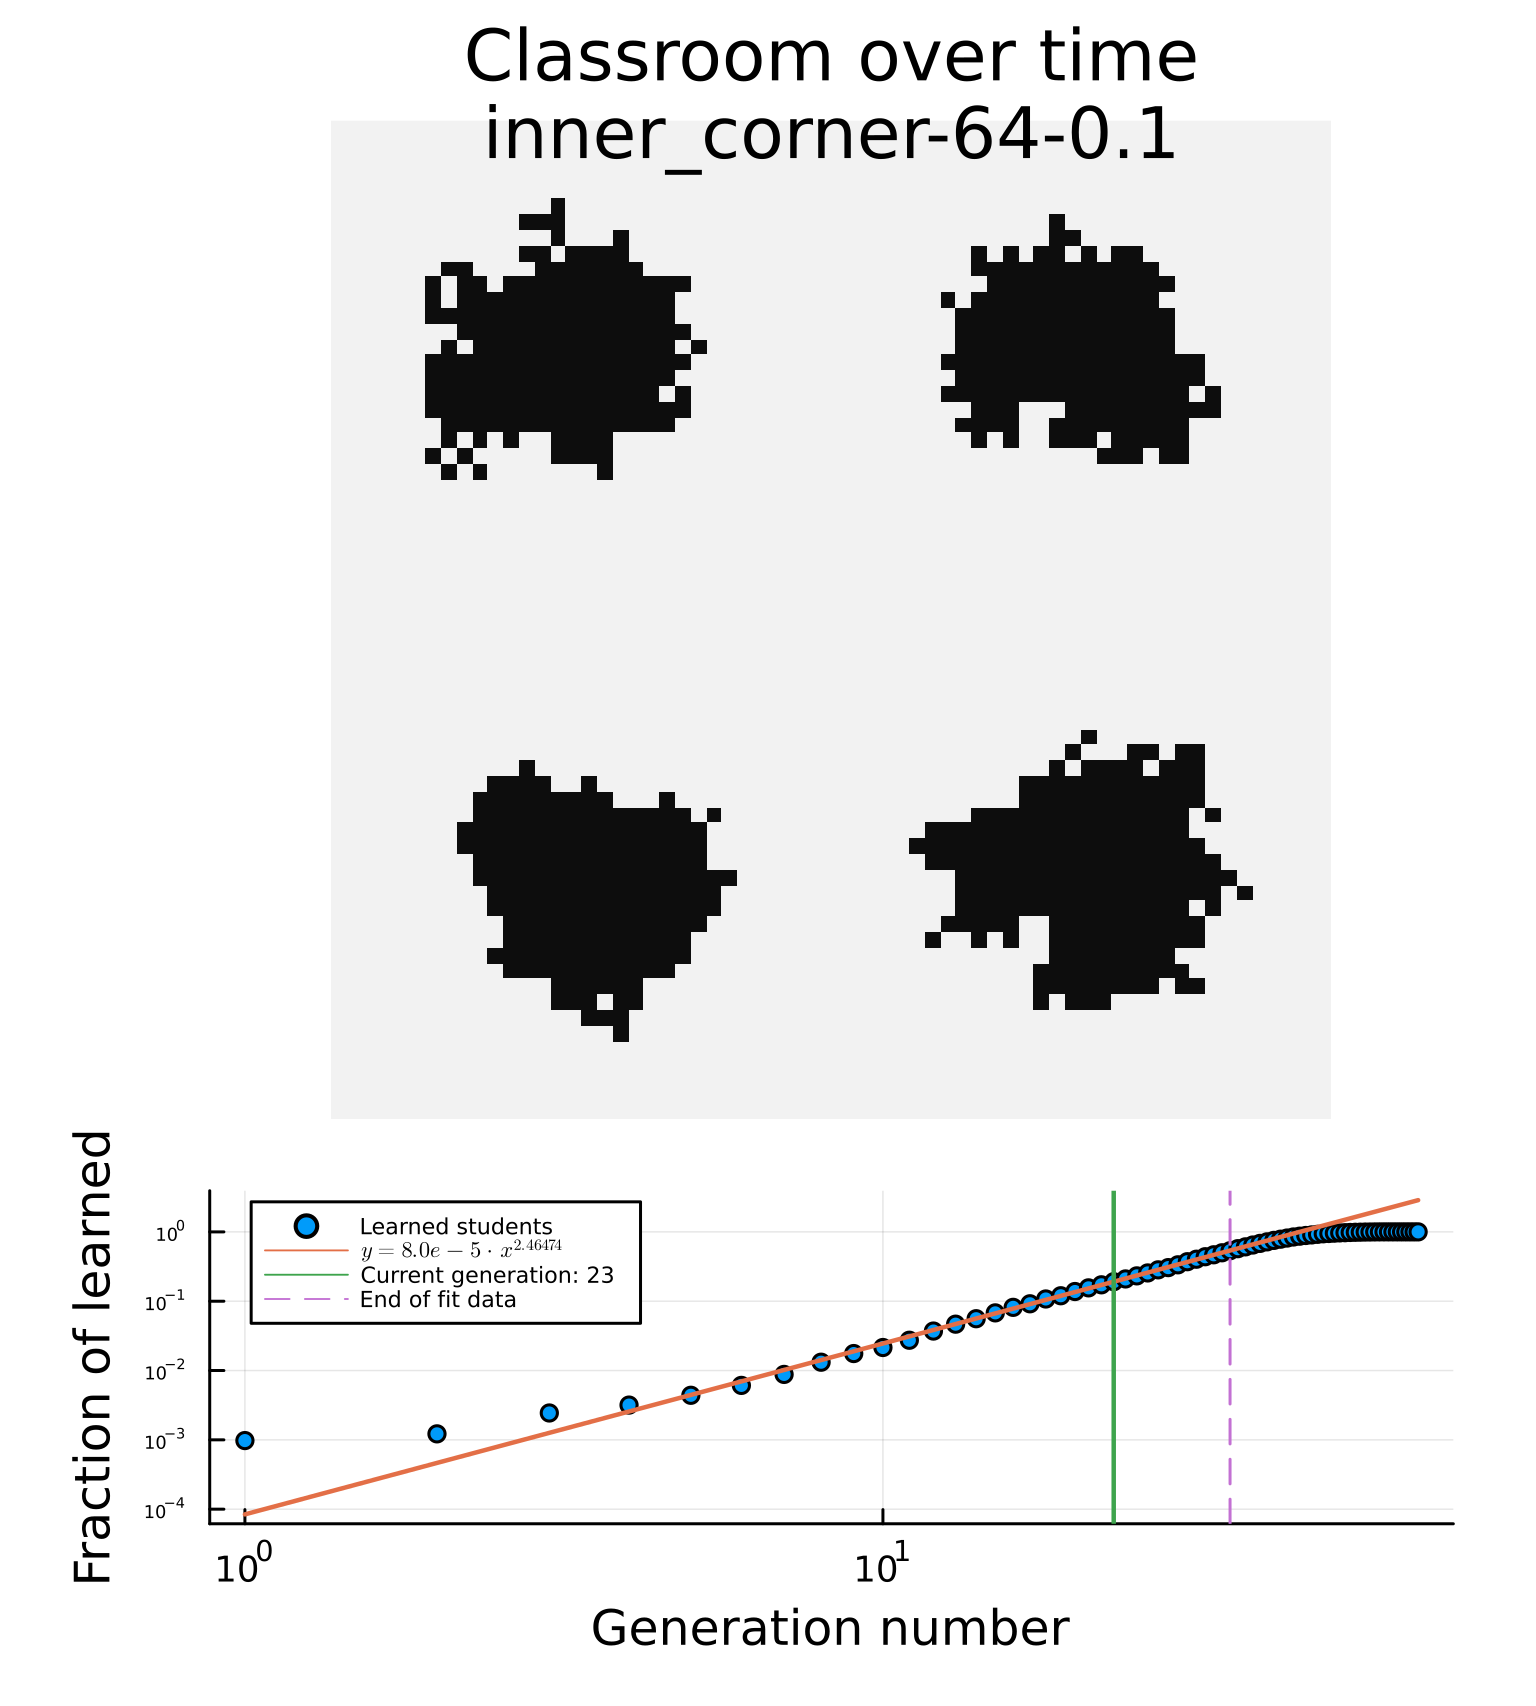 Classroom over time
inner_corner-64-0.1
Fraction of learned
10^0
10^-1
10^-2
10^-3
10^-4
Learned students
y = 8.0e − 5 · x^2.46474
Current generation: 23
End of fit data
10^0
10^1
Generation number